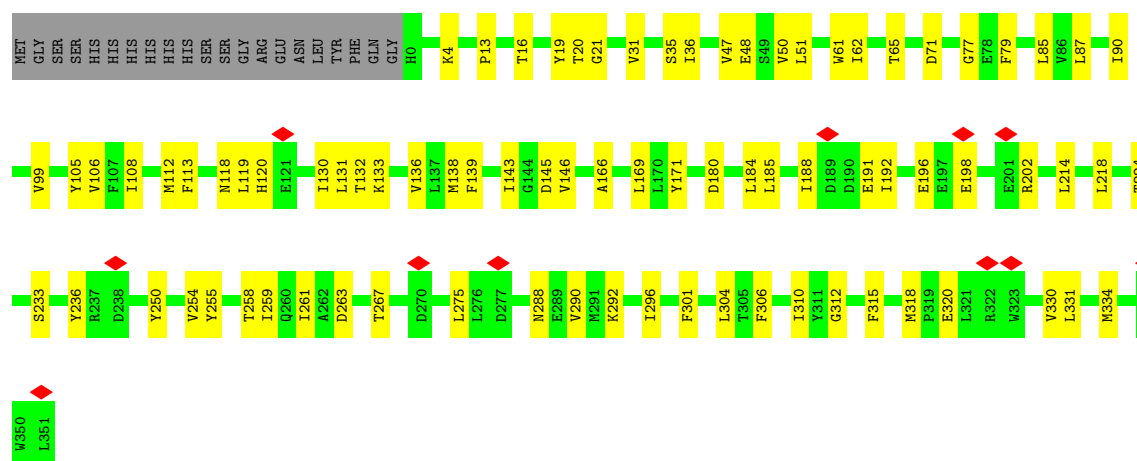 MET GLY SER SER HIS HIS HIS HIS HIS HIS SER SER GLY ARG GLU ASN LEU TYR PHE GLN GLY H0 K4 P13 T16 Y19 T20 G21 V31 S35 I36 V47 E48 S49 V50 L51 W61 I62 T65 D71 G77 E78 F79 L85 V86 L87 I90
V99 Y105 V106 F107 I108 M112 F113 N118 L119 H120 E121 I130 L131 T132 K133 V136 L137 M138 F139 I143 G144 D145 V146 A166 L169 L170 Y171 D180 L184 L185 I188 D189 D190 E191 I192 E196 E197 E198 E201 R202 L214 L218
S233 Y236 R237 D238 Y250 V254 Y255 T258 I259 Q260 I261 A262 D263 T267 D270 L275 L276 D277 N288 E289 V290 M291 K292 I296 F301 L304 T305 F306 I310 Y311 G312 F315 M318 P319 E320 L321 R322 W323 V330 L331 M334
W350 L351